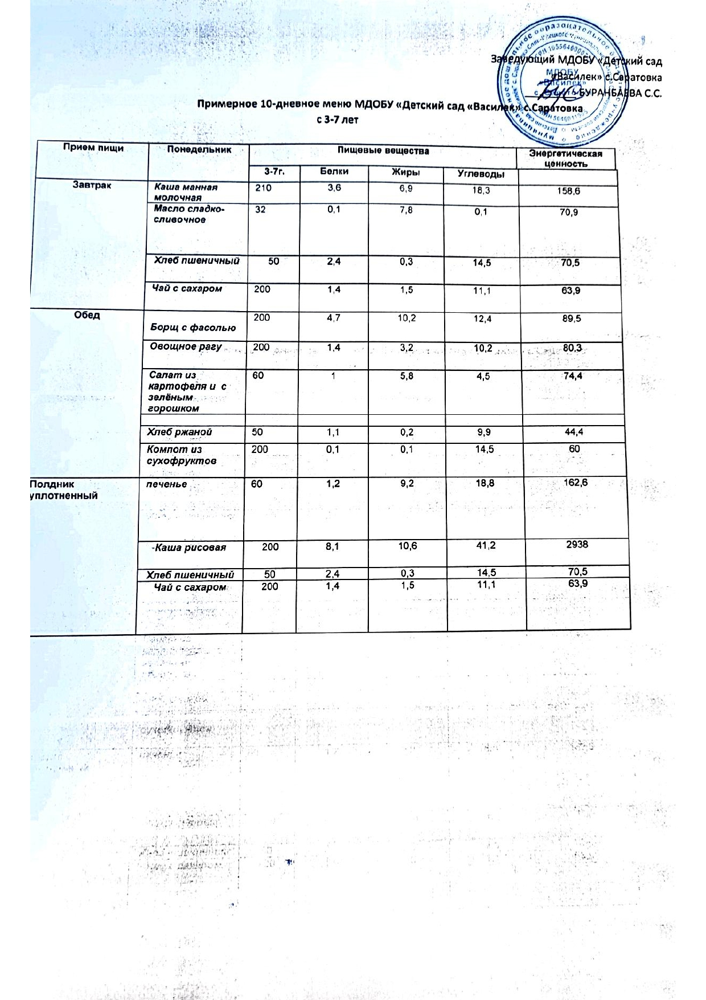 Заведующий МДОБУ «Детский сад
«Василек» с.Саратовка
БУРАНБАЕВА С.С.
Примерное 10-дневное меню МДОБУ «Детский сад «Василек» с.Саратовка
с 3-7 лет
Прием пищи Понедельник Пищевые вещества Энергетическая
ценность
3-7г. Белки Жиры Углеводы
Завтрак Каша манная 210 3,6 6,9 18,3 158,6
молочная
Масло сладко- 32 0,1 7,8 0,1 70,9
сливочное
Хлеб пшеничный 50 2,4 0,3 14,5 70,5
Чай с сахаром 200 1,4 1,5 11,1 63,9
Обед 200 4,7 10,2 12,4 89,5
Борщ с фасолью
Овощное рагу 200 1,4 3,2 10,2 80,3
Салат из 60 1 5,8 4,5 74,4
картофеля и с
зелёным
горошком
Хлеб ржаной 50 1,1 0,2 9,9 44,4
Компот из 200 0,1 0,1 14,5 60
сухофруктов
Полдник печенье 60 1,2 9,2 18,8 162,6
уплотненный
-Каша рисовая 200 8,1 10,6 41,2 2938
Хлеб пшеничный 50 2,4 0,3 14,5 70,5
Чай с сахаром 200 1,4 1,5 11,1 63,9